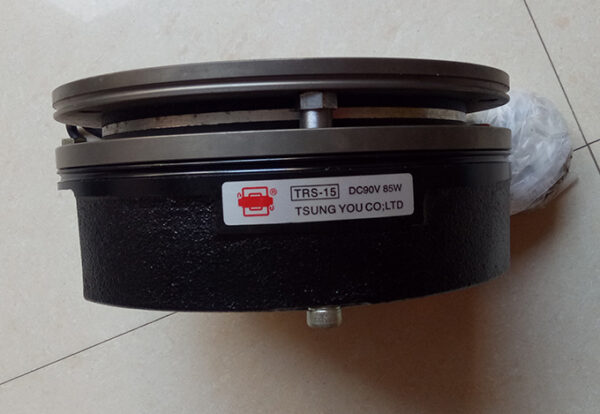 ® TRS-15 DC90V 85W
TSUNG YOU CO;LTD